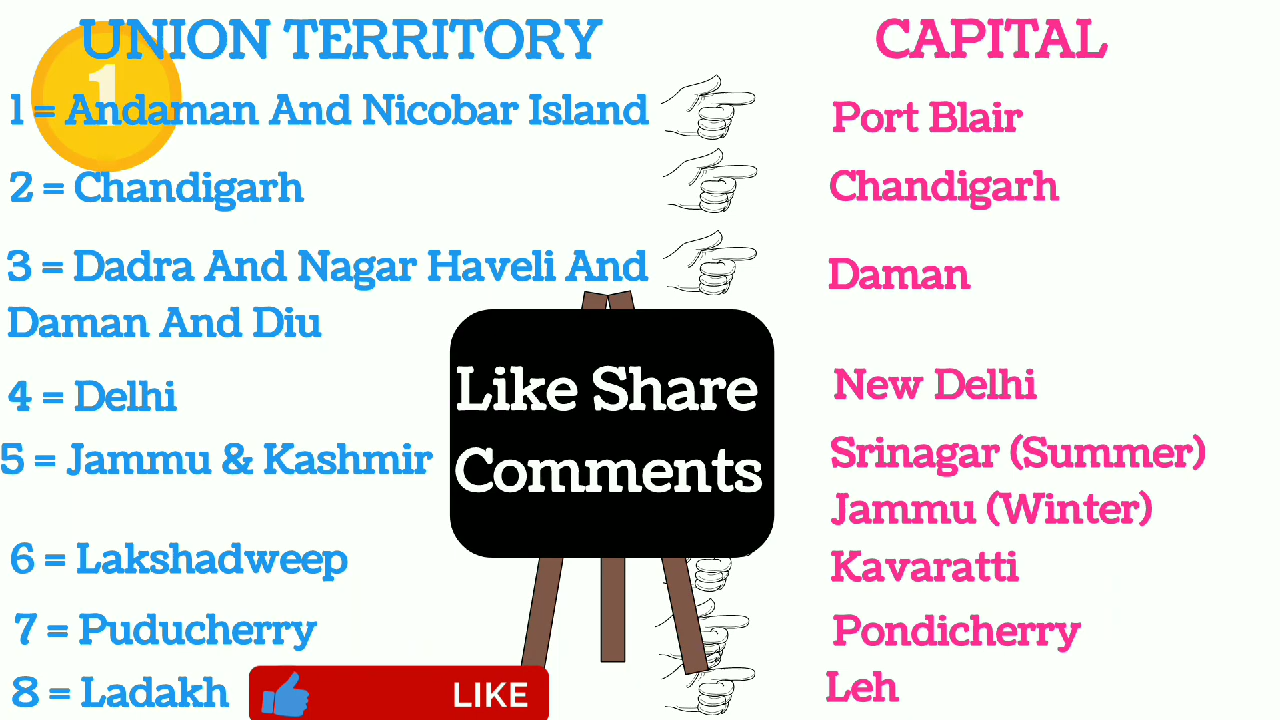 UNION TERRITORY CAPITAL
1
1 = Andaman And Nicobar Island Port Blair
2 = Chandigarh Chandigarh
3 = Dadra And Nagar Haveli And Daman
Daman And Diu
4 = Delhi New Delhi
Like Share
Comments
5 = Jammu & Kashmir Srinagar (Summer)
Jammu (Winter)
6 = Lakshadweep Kavaratti
7 = Puducherry Pondicherry
8 = Ladakh Leh
LIKE